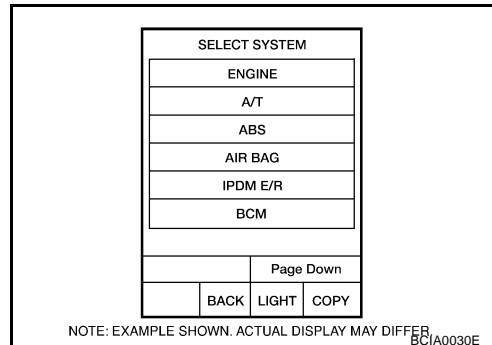 SELECT SYSTEM
ENGINE
A/T
ABS
AIR BAG
IPDM E/R
BCM
Page Down
BACK LIGHT COPY
NOTE: EXAMPLE SHOWN. ACTUAL DISPLAY MAY DIFFER.
BCIA0030E